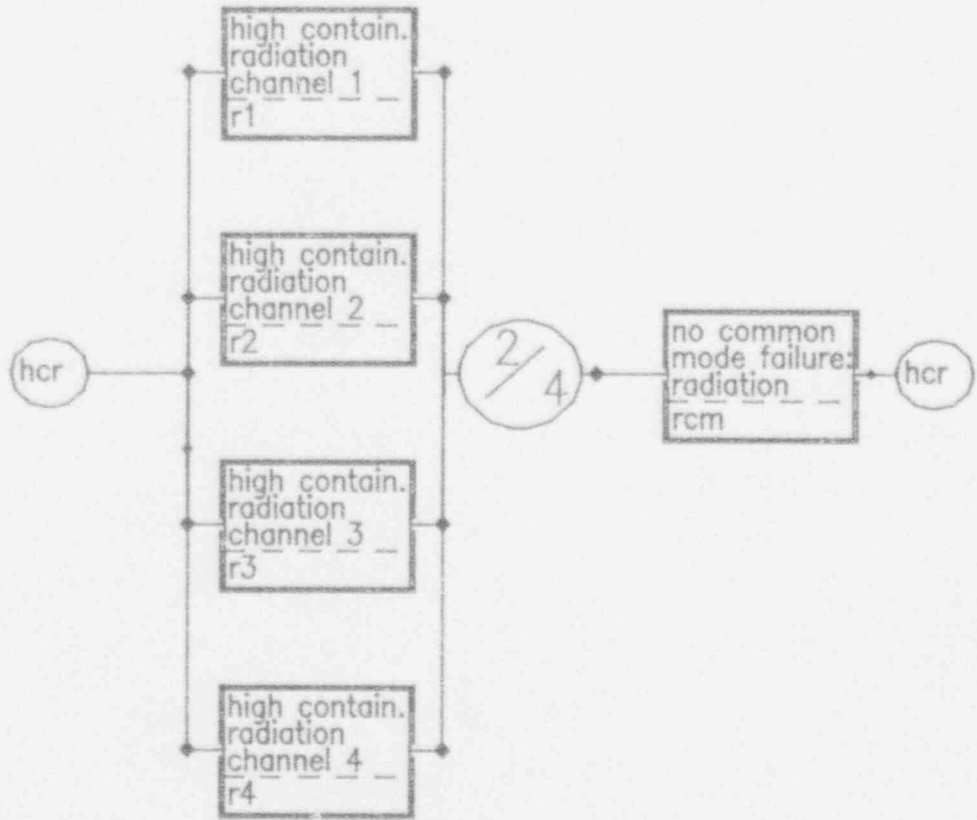 high contain.
radiation
channel 1
r1
high contain.
radiation
channel 2
r2
hcr
2/4
no common
mode failure:
radiation
rcm
hcr
high contain.
radiation
channel 3
r3
high contain.
radiation
channel 4
r4